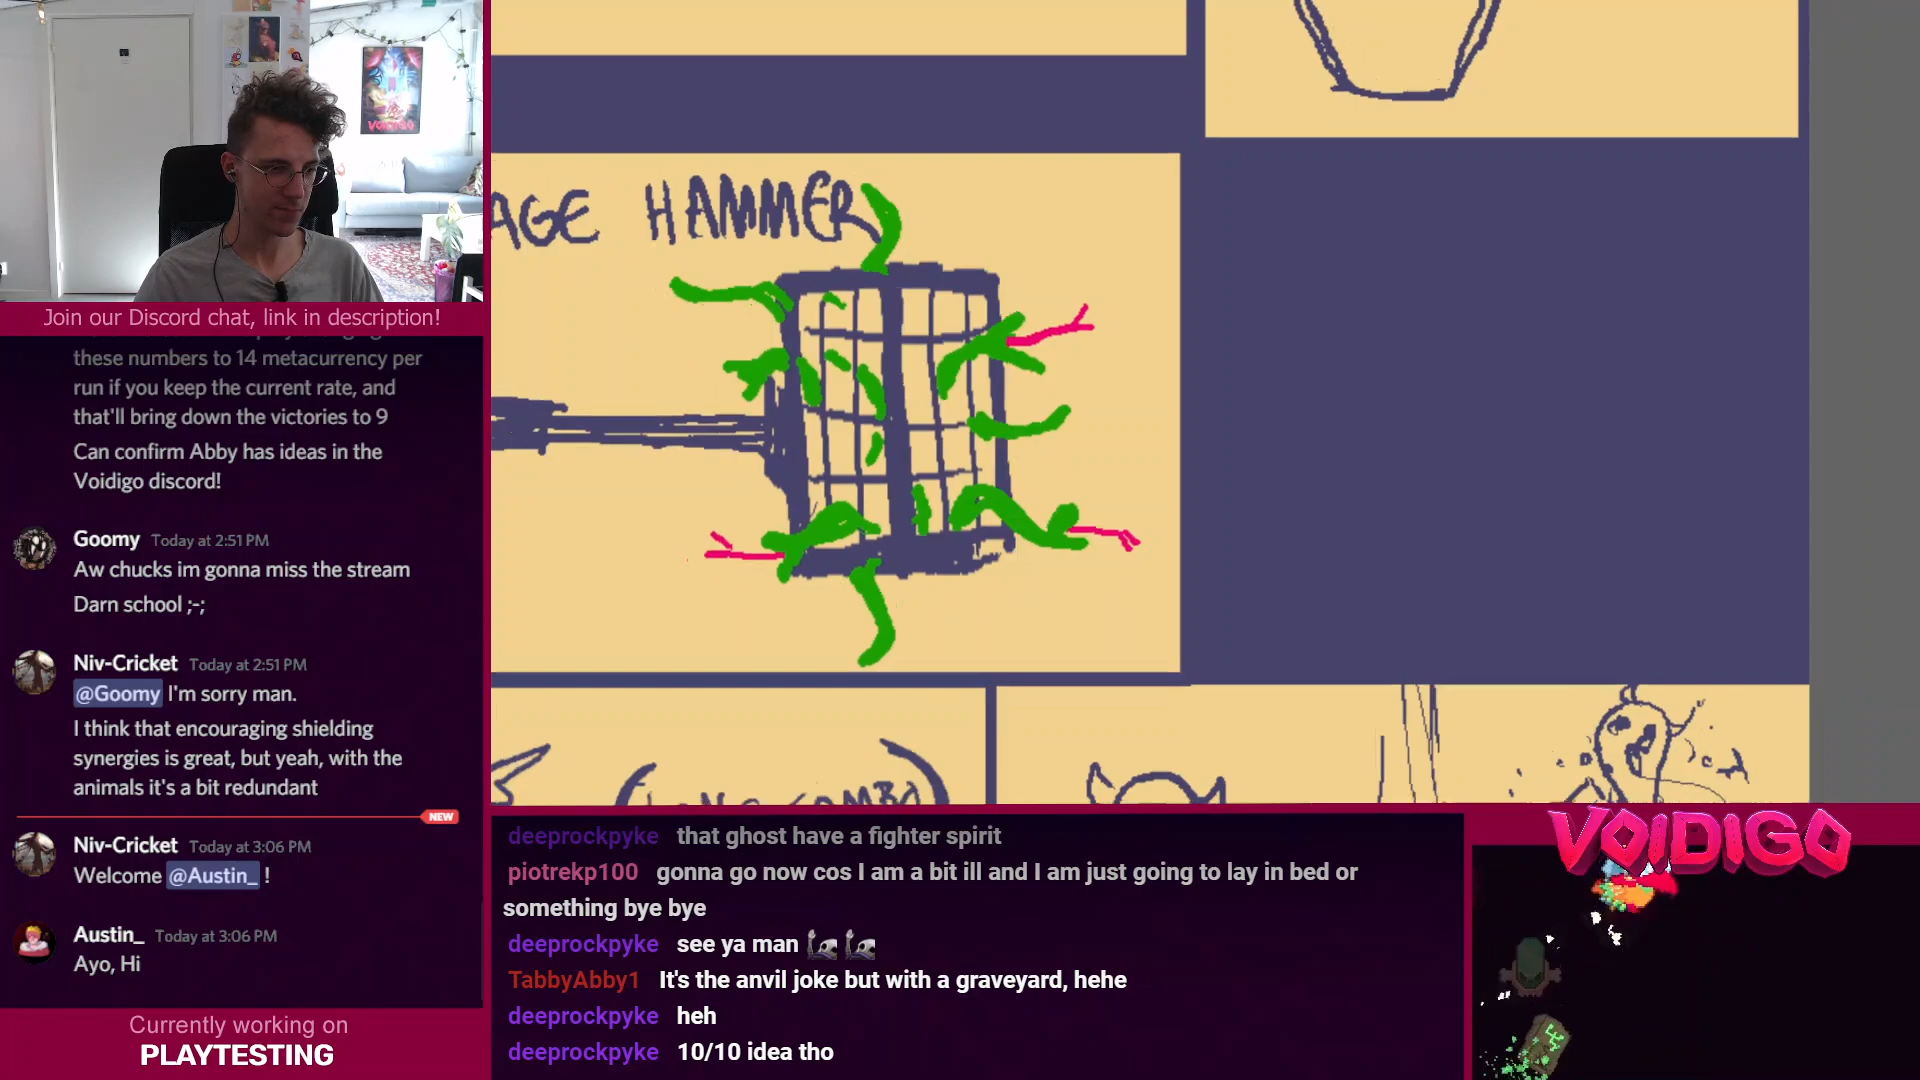 VOIDIGO
Join our Discord chat, link in description!
these numbers to 14 metacurrency per
run if you keep the current rate, and
that'll bring down the victories to 9
Can confirm Abby has ideas in the
Voidigo discord!
Goomy Today at 2:51 PM
Aw chucks im gonna miss the stream
Darn school ;-;
Niv-Cricket Today at 2:51 PM
@Goomy I'm sorry man.
I think that encouraging shielding
synergies is great, but yeah, with the
animals it's a bit redundant
NEW
Niv-Cricket Today at 3:06 PM
Welcome @Austin_ !
Austin_ Today at 3:06 PM
Ayo, Hi
Currently working on
PLAYTESTING
AGE HAMMER
deeprockpyke that ghost have a fighter spirit
piotrekp100 gonna go now cos I am a bit ill and I am just going to lay in bed or
something bye bye
deeprockpyke see ya man
TabbyAbby1 It's the anvil joke but with a graveyard, hehe
deeprockpyke heh
deeprockpyke 10/10 idea tho
VOIDIGO